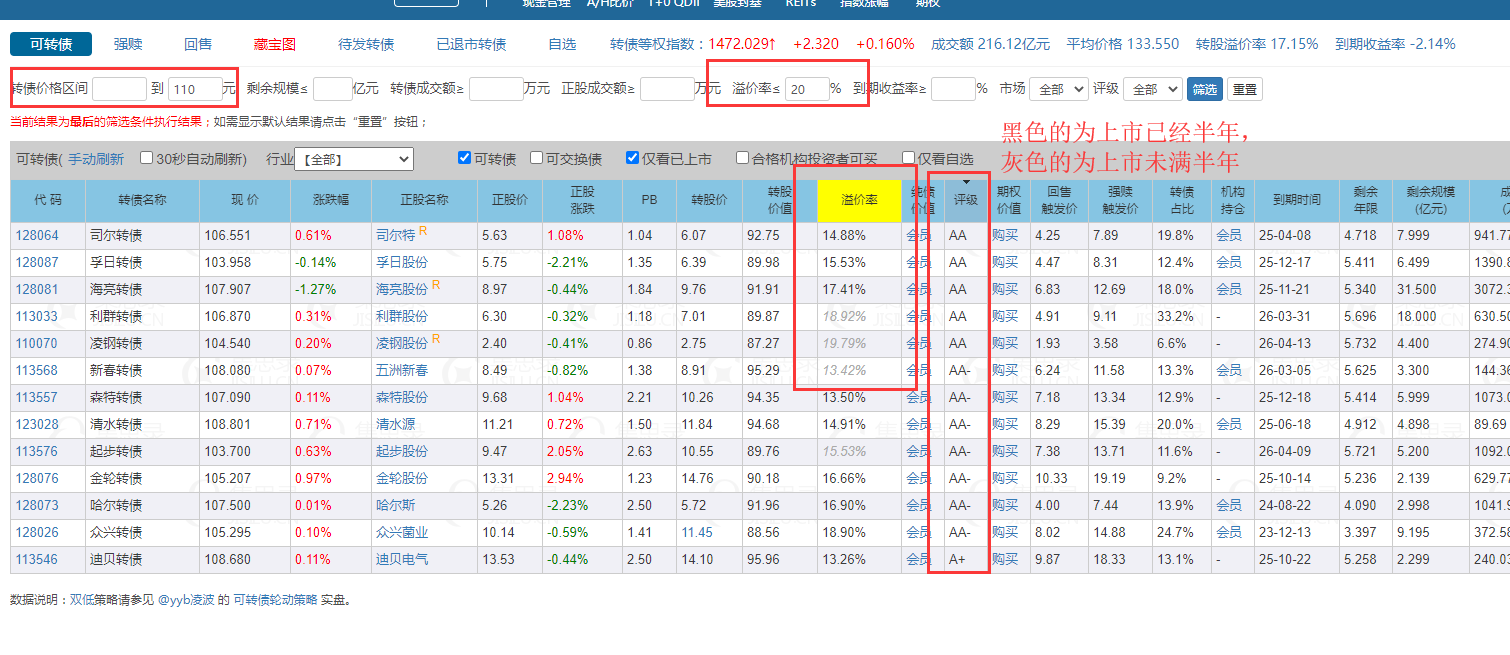 现金管理 A/H比价 T+0 QDII 美股封基 REITs 指数涨幅 期权
可转债 强赎 回售 藏宝图 待发转债 已退市转债 自选 转债等权指数：1472.029↑ +2.320 +0.160% 成交额 216.12亿元 平均价格 133.550 转股溢价率 17.15% 到期收益率 -2.14%
转债价格区间 到 110 元 剩余规模≤ 亿元 转债成交额≥ 万元 正股成交额≥ 万元 溢价率≤ 20 % 到期收益率≥ % 市场 全部 评级 全部 筛选 重置
当前结果为最后的筛选条件执行结果；如需显示默认结果请点击“重置”按钮；
黑色的为上市已经半年，
灰色的为上市未满半年
可转债( 手动刷新 30秒自动刷新) 行业 【全部】 可转债 可交换债 仅看已上市 合格机构投资者可买 仅看自选
代 码 转债名称 现 价 涨跌幅 正股名称 正股价 正股涨跌 PB 转股价 转股价值 溢价率 纯债价值 评级 期权价值 回售触发价 强赎触发价 转债占比 机构持仓 到期时间 剩余年限 剩余规模(亿元)
128064 司尔转债 106.551 0.61% 司尔特 R 5.63 1.08% 1.04 6.07 92.75 14.88% 会员 AA 购买 4.25 7.89 19.8% 会员 25-04-08 4.718 7.999 941.77
128087 孚日转债 103.958 -0.14% 孚日股份 5.75 -2.21% 1.35 6.39 89.98 15.53% 会员 AA 购买 4.47 8.31 12.4% 会员 25-12-17 5.411 6.499 1390.8
128081 海亮转债 107.907 -1.27% 海亮股份 R 8.97 -0.44% 1.84 9.76 91.91 17.41% 会员 AA 购买 6.83 12.69 18.0% 会员 25-11-21 5.340 31.500 3072.3
113033 利群转债 106.870 0.31% 利群股份 6.30 -0.32% 1.18 7.01 89.87 18.92% 会员 AA 购买 4.91 9.11 33.2% - 26-03-31 5.696 18.000 630.50
110070 凌钢转债 104.540 0.20% 凌钢股份 R 2.40 -0.41% 0.86 2.75 87.27 19.79% 会员 AA 购买 1.93 3.58 6.6% - 26-04-13 5.732 4.400 274.90
113568 新春转债 108.080 0.07% 五洲新春 8.49 -0.82% 1.38 8.91 95.29 13.42% 会员 AA- 购买 6.24 11.58 13.3% 会员 26-03-05 5.625 3.300 144.36
113557 森特转债 107.090 0.11% 森特股份 9.68 1.04% 2.21 10.26 94.35 13.50% 会员 AA- 购买 7.18 13.34 12.9% - 25-12-18 5.414 5.999 1073.0
123028 清水转债 108.801 0.71% 清水源 11.21 0.72% 1.50 11.84 94.68 14.91% 会员 AA- 购买 8.29 15.39 20.0% 会员 25-06-18 4.912 4.898 89.69
113576 起步转债 103.700 0.63% 起步股份 9.47 2.05% 2.63 10.55 89.76 15.53% 会员 AA- 购买 7.38 13.71 11.6% - 26-04-09 5.721 5.200 1092.0
128076 金轮转债 105.207 0.97% 金轮股份 13.31 2.94% 1.23 14.76 90.18 16.66% 会员 AA- 购买 10.33 19.19 9.2% - 25-10-14 5.236 2.139 629.77
128073 哈尔转债 107.500 0.01% 哈尔斯 5.26 -2.23% 2.50 5.72 91.96 16.90% 会员 AA- 购买 4.00 7.44 13.9% 会员 24-08-22 4.090 2.998 1041.9
128026 众兴转债 105.295 0.10% 众兴菌业 10.14 -0.59% 1.41 11.45 88.56 18.90% 会员 AA- 购买 8.02 14.88 24.7% 会员 23-12-13 3.397 9.195 372.58
113546 迪贝转债 108.680 0.11% 迪贝电气 13.53 -0.44% 2.50 14.10 95.96 13.26% 会员 A+ 购买 9.87 18.33 13.1% - 25-10-22 5.258 2.299 240.03
数据说明：双低策略请参见 @yyb凌波 的 可转债轮动策略 实盘。